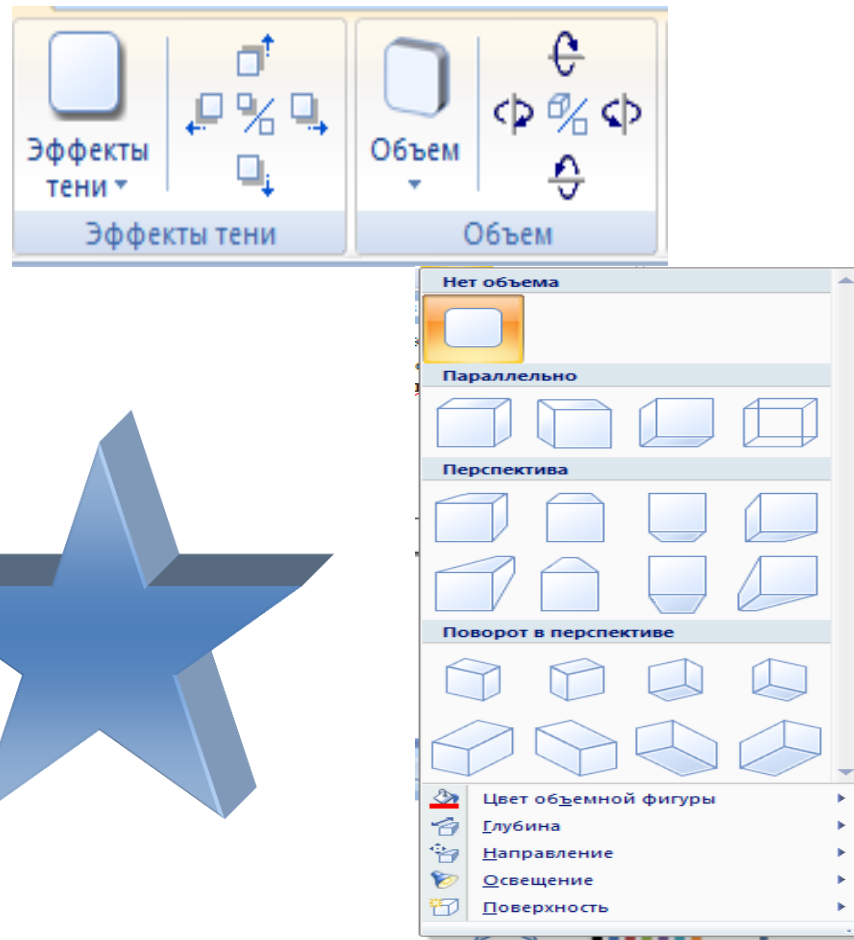 Эффекты
тени
Объем
Эффекты тени
Объем
Нет объема
Параллельно
Перспектива
Поворот в перспективе
Цвет объемной фигуры
Глубина
Направление
Освещение
Поверхность